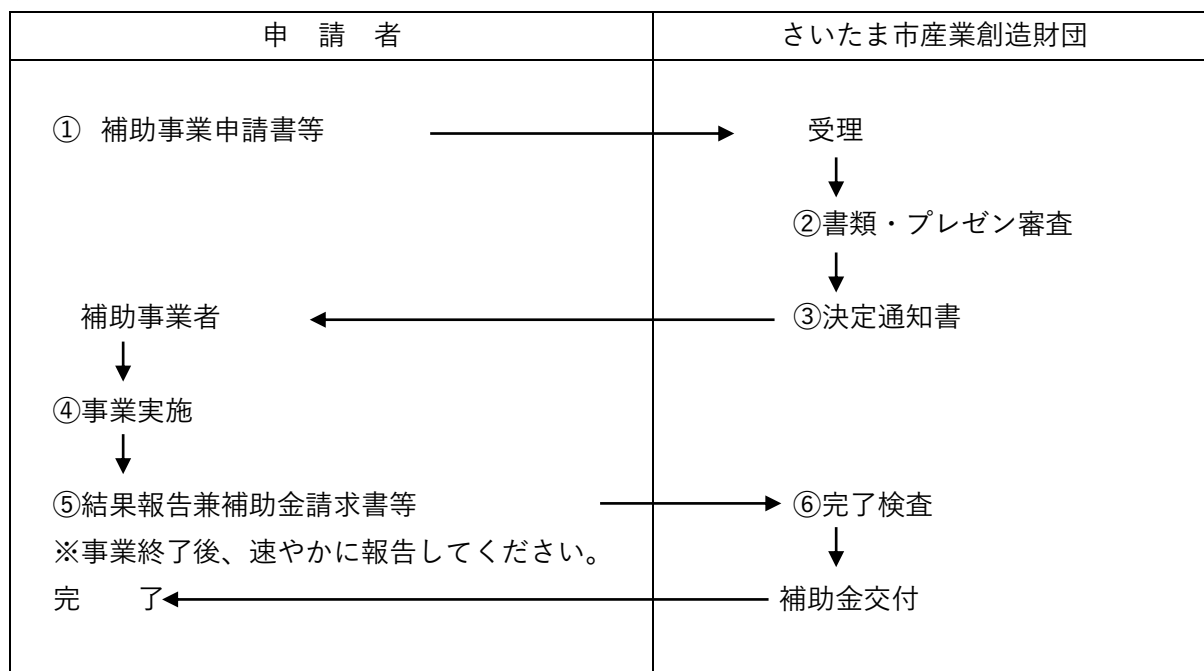 申　請　者
さいたま市産業創造財団
①　補助事業申請書等
受理
②書類・プレゼン審査
補助事業者
③決定通知書
④事業実施
⑤結果報告兼補助金請求書等
⑥完了検査
※事業終了後、速やかに報告してください。
完　　了
補助金交付